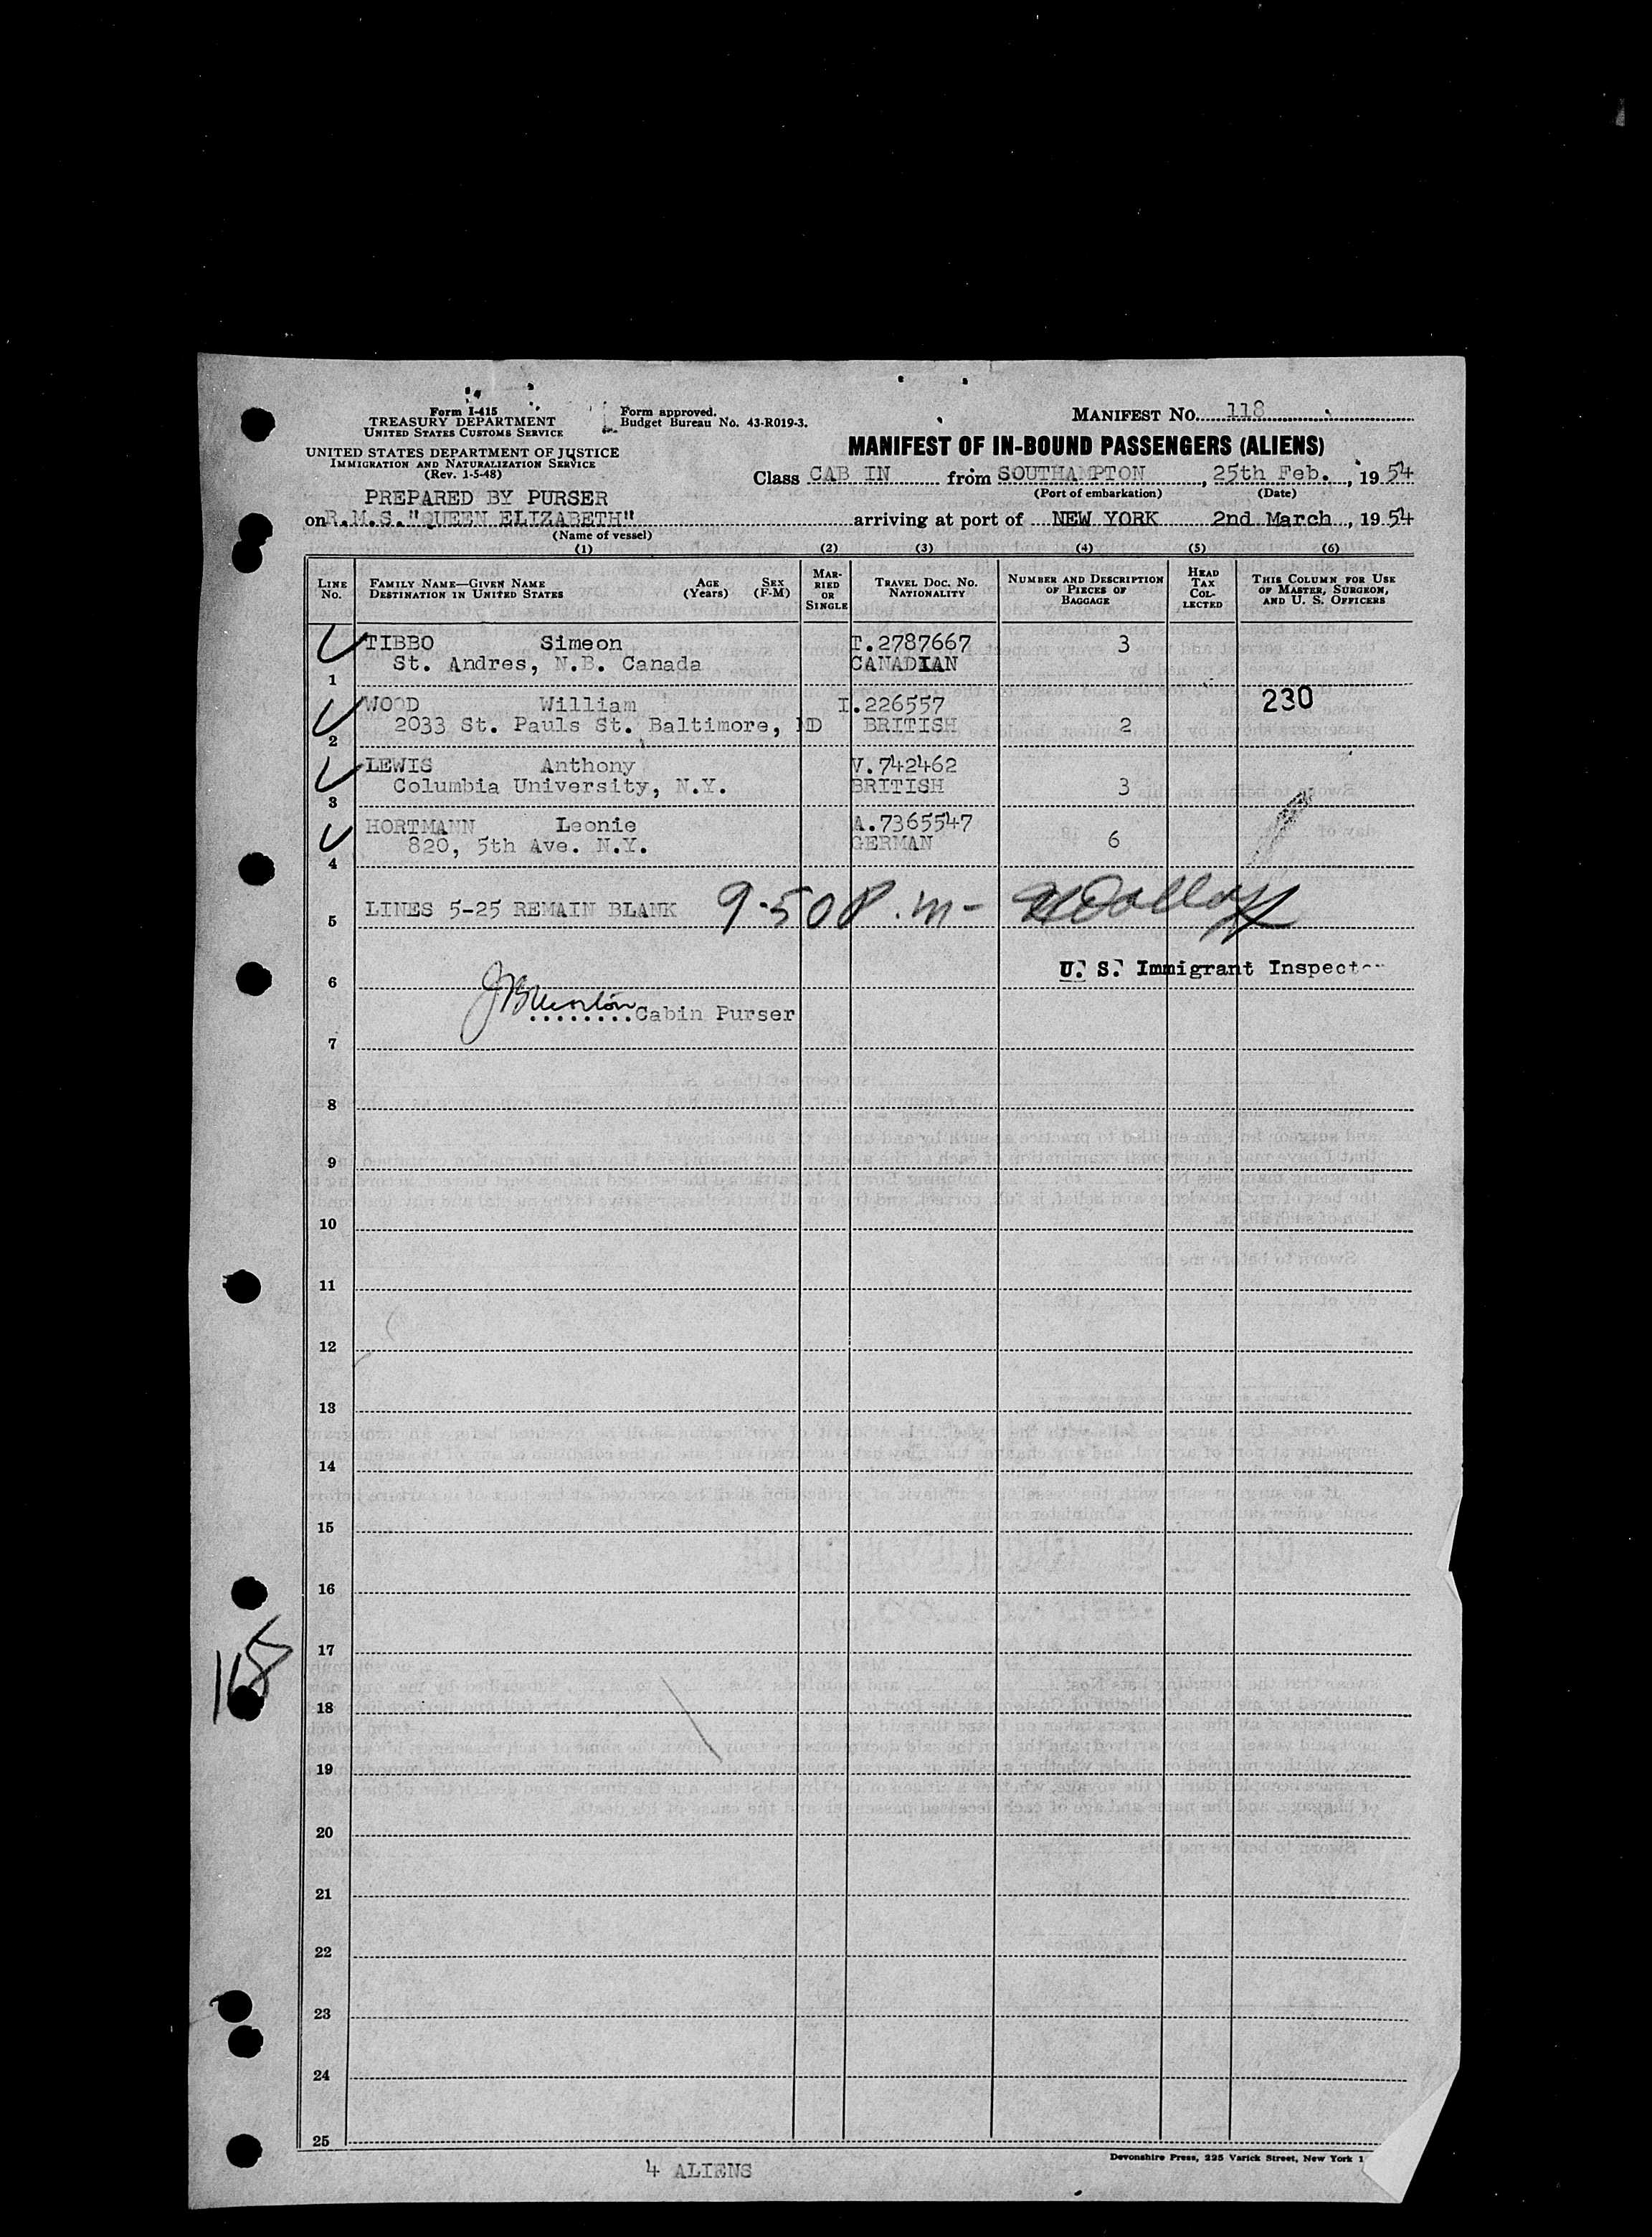 Form I-415
TREASURY DEPARTMENT
UNITED STATES CUSTOMS SERVICE
Form approved.
Budget Bureau No. 43-R019-3.
MANIFEST NO. 118
UNITED STATES DEPARTMENT OF JUSTICE
IMMIGRATION AND NATURALIZATION SERVICE
(Rev. 1-5-48)
MANIFEST OF IN-BOUND PASSENGERS (ALIENS)
Class CAB IN from SOUTHAMPTON, 25th Feb., 1954
(Port of embarkation) (Date)
PREPARED BY PURSER
on R.M.S."QUEEN ELIZABETH" arriving at port of NEW YORK 2nd March, 1954
(Name of vessel)
(1) (2) (3) (4) (5) (6)
LINE NO. FAMILY NAME—GIVEN NAME DESTINATION IN UNITED STATES AGE (Years) SEX (F-M) MARRIED OR SINGLE TRAVEL DOC. NO. NATIONALITY NUMBER AND DESCRIPTION OF PIECES OF BAGGAGE HEAD TAX COLLECTED THIS COLUMN FOR USE OF MASTER, SURGEON, AND U. S. OFFICERS
TIBBO Simeon T.2787667 3
St. Andres, N.B. Canada CANADIAN
1
WOOD William I.226557 230
2033 St. Pauls St. Baltimore, MD BRITISH 2
2
LEWIS Anthony V.742462
Columbia University, N.Y. BRITISH 3
3
HORTMANN Leonie A.7365547
820, 5th Ave. N.Y. GERMAN 6
4
LINES 5-25 REMAIN BLANK 9.50 P.m-
5
U. S. Immigrant Inspector
6
Cabin Purser
7
8
9
10
11
12
13
14
15
16
17
18
19
20
21
22
23
24
25
4 ALIENS
Devonshire Press, 225 Varick Street, New York 1